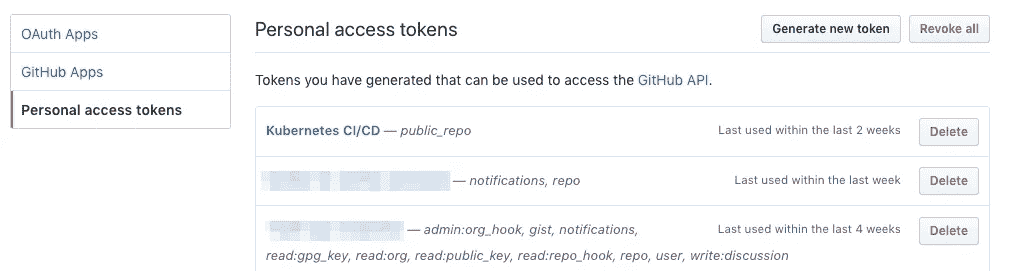 OAuth Apps
GitHub Apps
Personal access tokens
Personal access tokens
Generate new token
Revoke all
Tokens you have generated that can be used to access the GitHub API.
Kubernetes CI/CD — public_repo
Last used within the last 2 weeks
Delete
— notifications, repo
Last used within the last week
Delete
— admin:org_hook, gist, notifications,
read:gpg_key, read:org, read:public_key, read:repo_hook, repo, user, write:discussion
Last used within the last 4 weeks
Delete